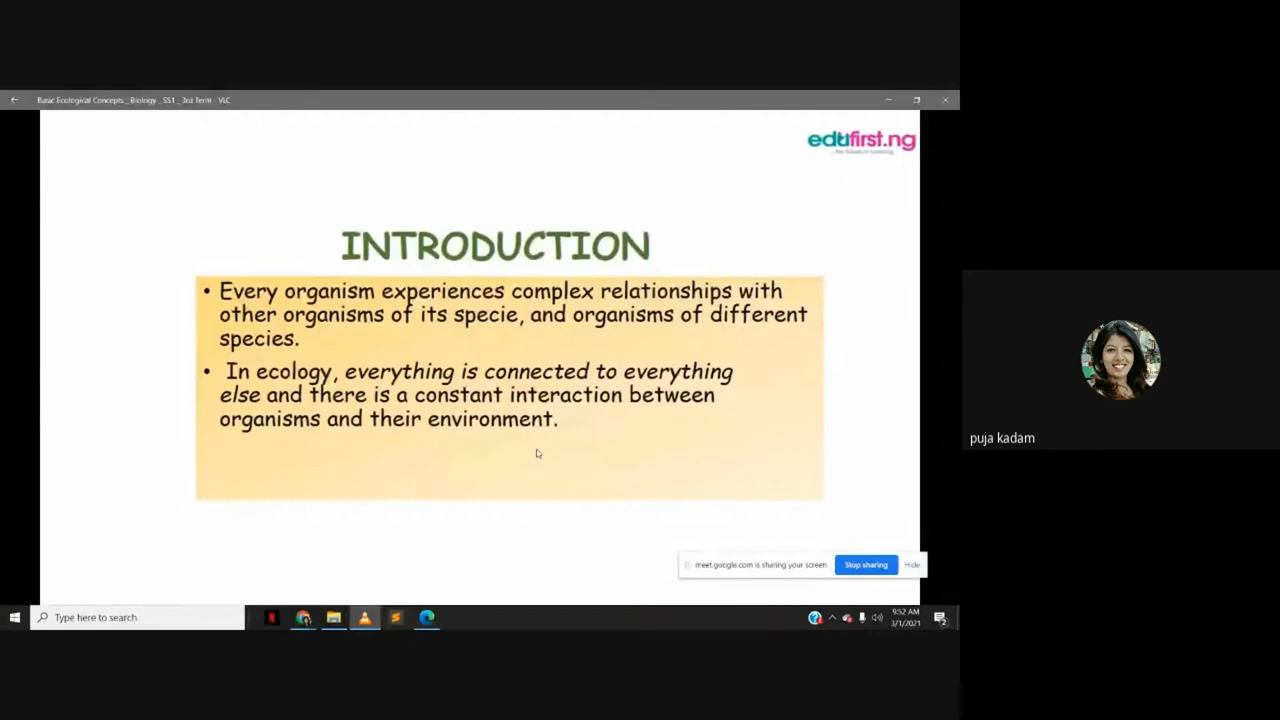 Basic Ecological Concepts _ Biology _ SS1 _ 3rd Term - VLC
edufirst.ng
INTRODUCTION
• Every organism experiences complex relationships with
other organisms of its specie, and organisms of different
species.
• In ecology, everything is connected to everything
else and there is a constant interaction between
organisms and their environment.
puja kadam
meet.google.com is sharing your screen.
Stop sharing
Hide
Type here to search
9:52 AM
3/1/2021